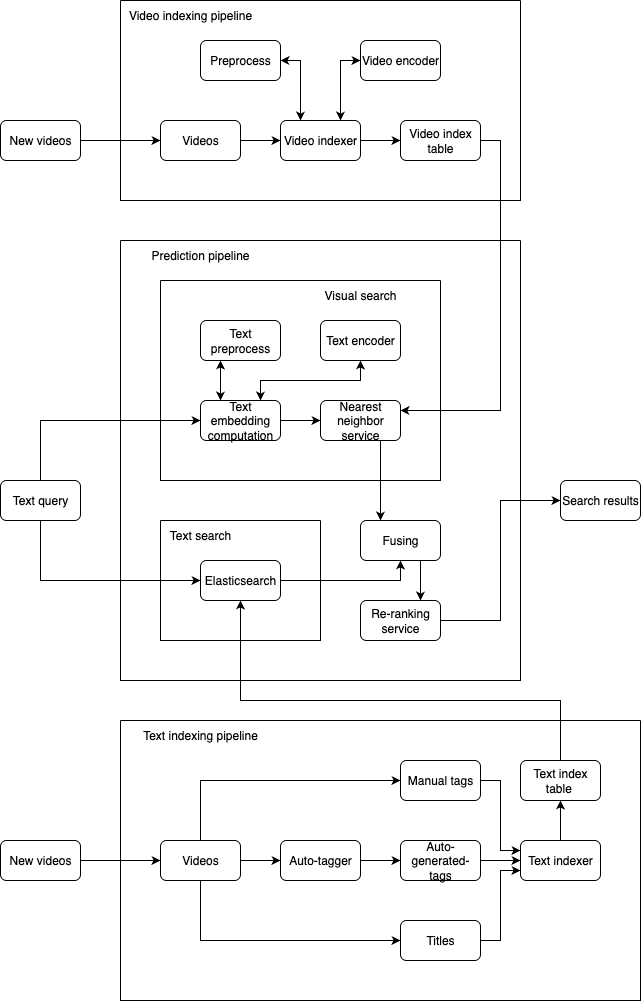 Video indexing pipeline
Preprocess
Video encoder
New videos
Videos
Video indexer
Video index
table
Prediction pipeline
Visual search
Text
preprocess
Text encoder
Text
embedding
computation
Nearest
neighbor
service
Text query
Search results
Text search
Fusing
Elasticsearch
Re-ranking
service
Text indexing pipeline
Manual tags
Text index
table
New videos
Videos
Auto-tagger
Auto-
generated-
tags
Text indexer
Titles